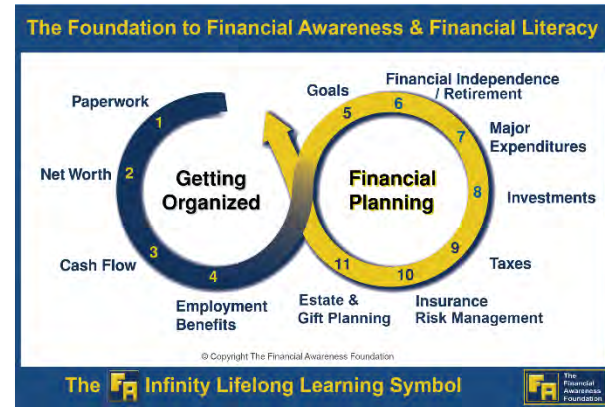 The Foundation to Financial Awareness & Financial Literacy
Paperwork
1
Net Worth
2
Cash Flow
3
4
Employment
Benefits
Getting
Organized
Goals
5
Financial Independence
/ Retirement
6
7
Major
Expenditures
8
Investments
9
Taxes
10
Insurance
Risk Management
11
Estate &
Gift Planning
Financial
Planning
© Copyright The Financial Awareness Foundation
The FA Infinity Lifelong Learning Symbol
FA
The
Financial
Awareness
Foundation